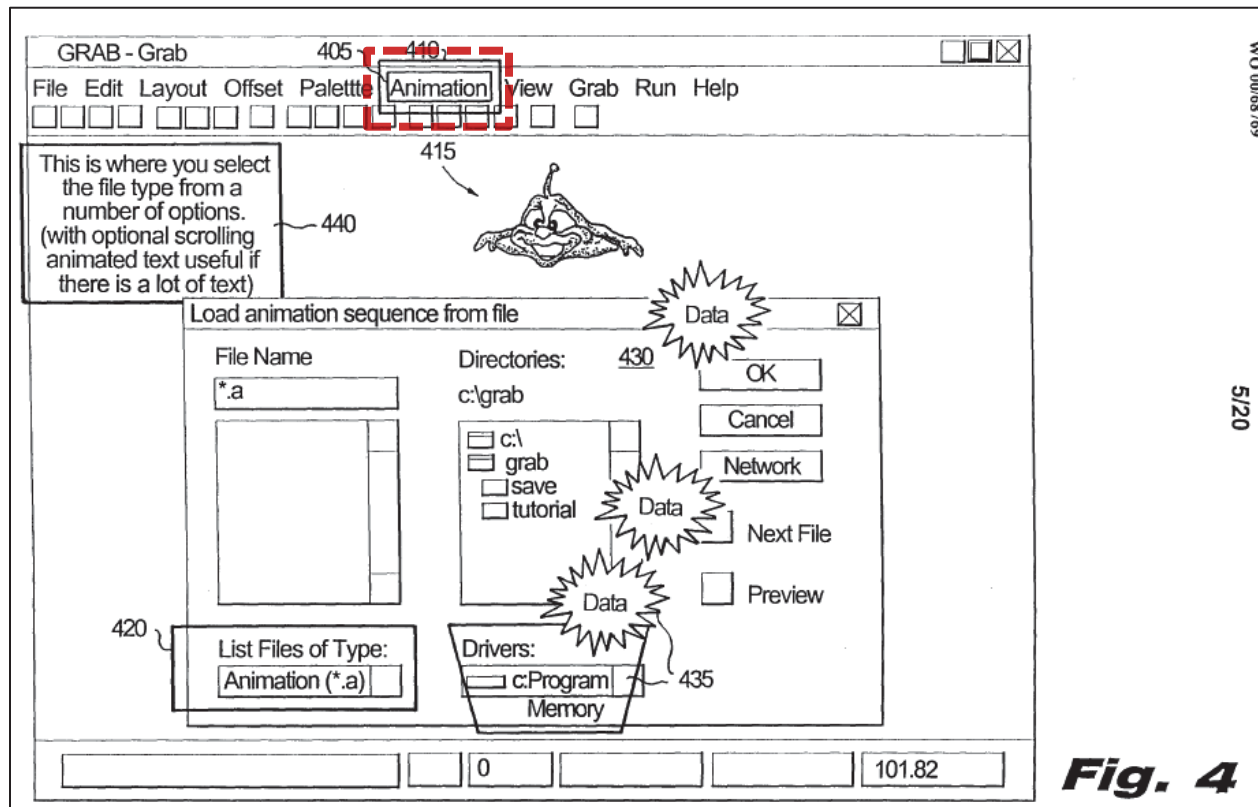 GRAB - Grab
405
410
File Edit Layout Offset Palettte Animation View Grab Run Help
415
This is where you select
the file type from a
number of options.
(with optional scrolling
animated text useful if
there is a lot of text)
440
Load animation sequence from file
Data
File Name
*.a
Directories:
430
c:\grab
OK
Cancel
Network
c:\
grab
save
tutorial
Data
Next File
Data
Preview
420
List Files of Type:
Animation (*.a)
Drivers:
c:Program
Memory
435
0
101.82
5/20
Fig. 4